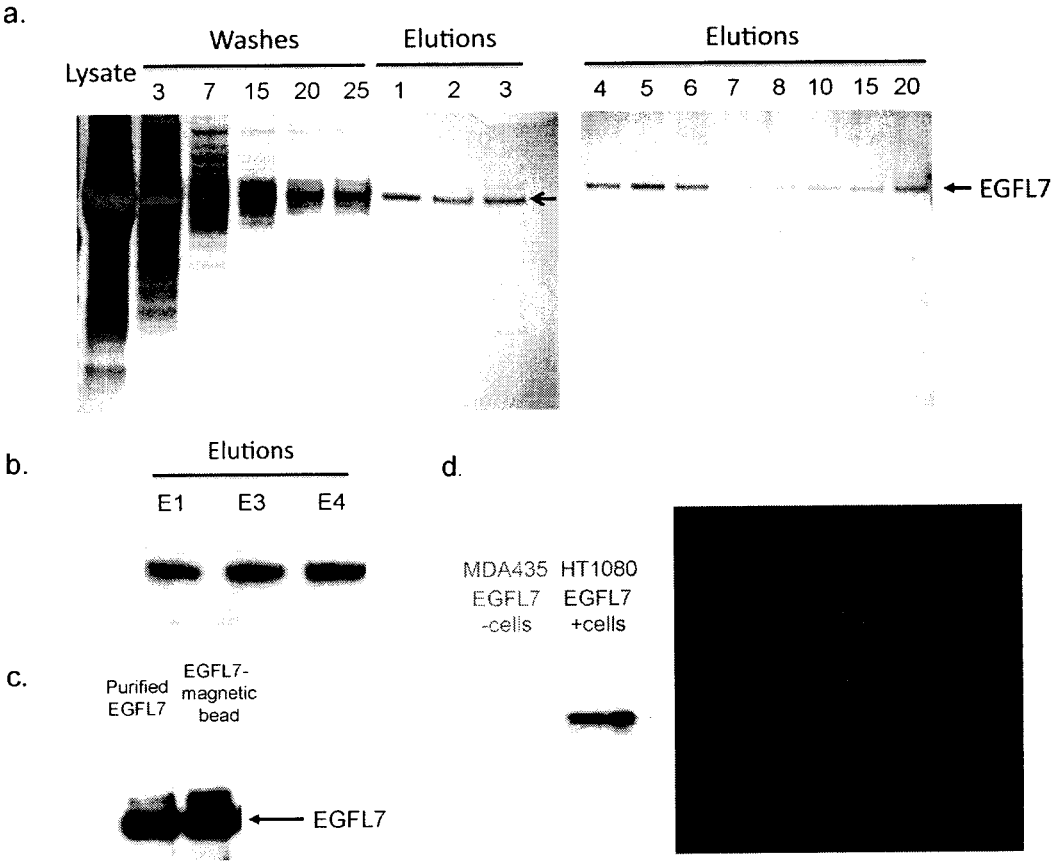 a.
Washes
Elutions
Elutions
Lysate
3 7 15 20 25 1 2 3 4 5 6 7 8 10 15 20
EGFL7
b.
Elutions
E1 E3 E4
c.
Purified
EGFL7
EGFL7-
magnetic
bead
EGFL7
d.
MDA435
EGFL7
-cells
HT1080
EGFL7
+cells